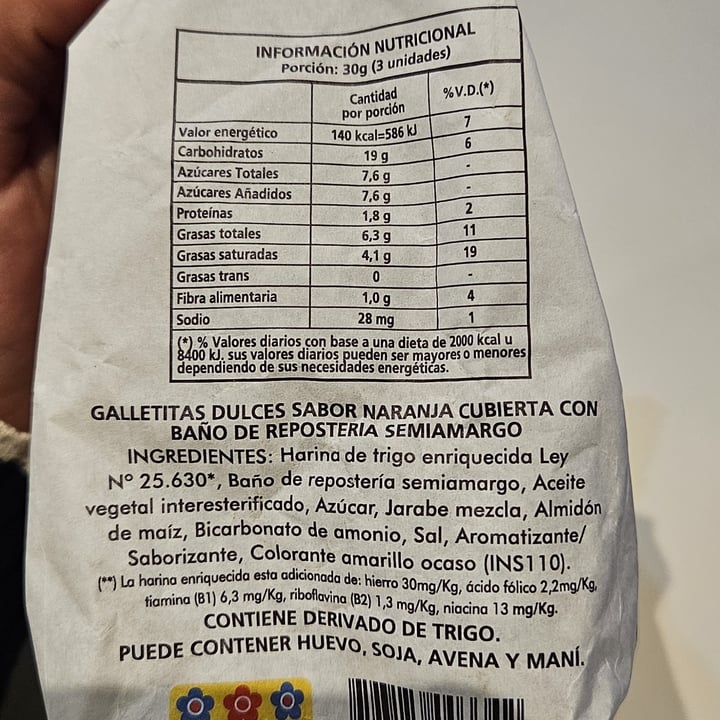 INFORMACIÓN NUTRICIONAL
Porción: 30g (3 unidades)
Cantidad por porción %V.D.(*)
Valor energético 140 kcal=586 kJ 7
Carbohidratos 19 g 6
Azúcares Totales 7,6 g -
Azúcares Añadidos 7,6 g -
Proteínas 1,8 g 2
Grasas totales 6,3 g 11
Grasas saturadas 4,1 g 19
Grasas trans 0 -
Fibra alimentaria 1,0 g 4
Sodio 28 mg 1
(*) % Valores diarios con base a una dieta de 2000 kcal u
8400 kJ. sus valores diarios pueden ser mayores o menores
dependiendo de sus necesidades energéticas.
GALLETITAS DULCES SABOR NARANJA CUBIERTA CON
BAÑO DE REPOSTERIA SEMIAMARGO
INGREDIENTES: Harina de trigo enriquecida Ley
Nº 25.630*, Baño de repostería semiamargo, Aceite
vegetal interesterificado, Azúcar, Jarabe mezcla, Almidón
de maíz, Bicarbonato de amonio, Sal, Aromatizante/
Saborizante, Colorante amarillo ocaso (INS110).
(**) La harina enriquecida esta adicionada de: hierro 30mg/Kg, ácido fólico 2,2mg/Kg,
tiamina (B1) 6,3 mg/Kg, riboflavina (B2) 1,3 mg/Kg, niacina 13 mg/Kg.
CONTIENE DERIVADO DE TRIGO.
PUEDE CONTENER HUEVO, SOJA, AVENA Y MANÍ.